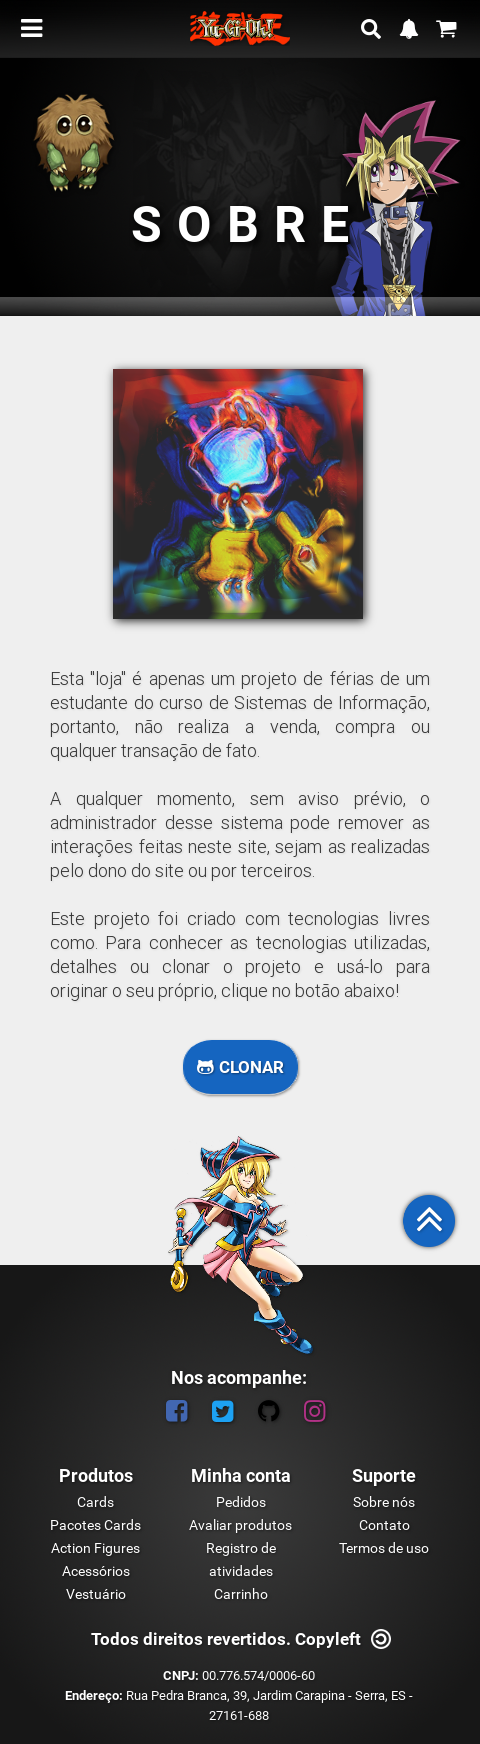 Yu-Gi-Oh!
SOBRE
Esta "loja" é apenas um projeto de férias de um
estudante do curso de Sistemas de Informação,
portanto, não realiza a venda, compra ou
qualquer transação de fato.
A qualquer momento, sem aviso prévio, o
administrador desse sistema pode remover as
interações feitas neste site, sejam as realizadas
pelo dono do site ou por terceiros.
Este projeto foi criado com tecnologias livres
como. Para conhecer as tecnologias utilizadas,
detalhes ou clonar o projeto e usá-lo para
originar o seu próprio, clique no botão abaixo!
CLONAR
Nos acompanhe:
Produtos
Cards
Pacotes Cards
Action Figures
Acessórios
Vestuário
Minha conta
Pedidos
Avaliar produtos
Registro de
atividades
Carrinho
Suporte
Sobre nós
Contato
Termos de uso
Todos direitos revertidos. Copyleft
CNPJ: 00.776.574/0006-60
Endereço: Rua Pedra Branca, 39, Jardim Carapina - Serra, ES -
27161-688